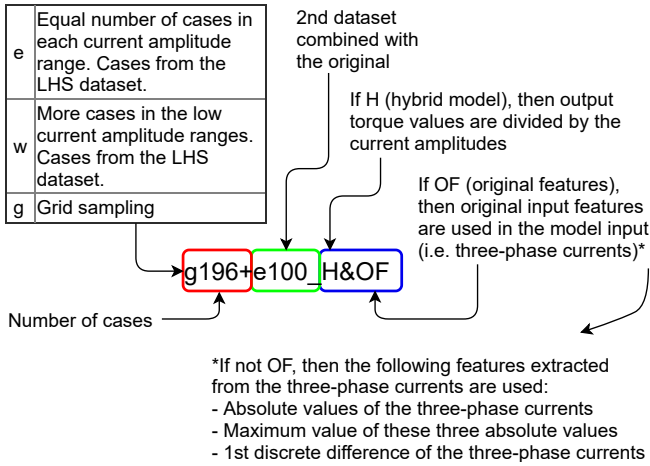 e
Equal number of cases in
each current amplitude
range. Cases from the
LHS dataset.
w
More cases in the low
current amplitude ranges.
Cases from the LHS
dataset.
g
Grid sampling
2nd dataset
combined with
the original
If H (hybrid model), then output
torque values are divided by the
current amplitudes
If OF (original features),
then original input features
are used in the model input
(i.e. three-phase currents)*
g196+e100_H&OF
Number of cases
*If not OF, then the following features extracted
from the three-phase currents are used:
- Absolute values of the three-phase currents
- Maximum value of these three absolute values
- 1st discrete difference of the three-phase currents